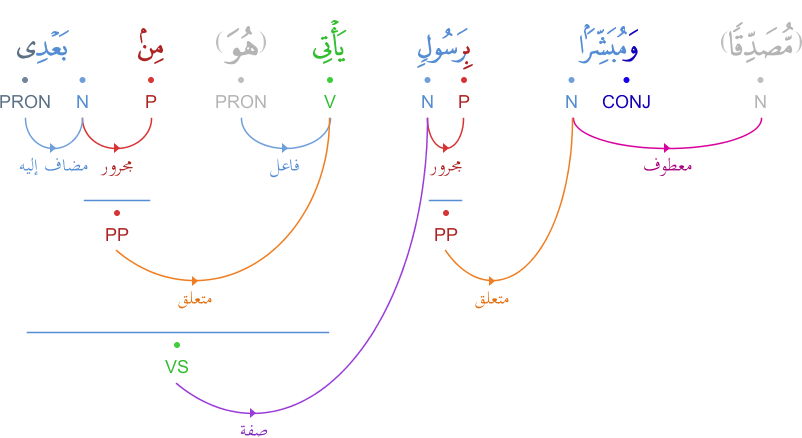 (مُّصَدِّقًا) وَمُبَشِّرًۢا بِرَسُولٍ يَأْتِى (هُوَ) مِنۢ بَعْدِى
N CONJ N P N V PRON P N PRON
معطوف مجرور فاعل مجرور مضاف إليه
PP PP
متعلق متعلق
VS
صفة